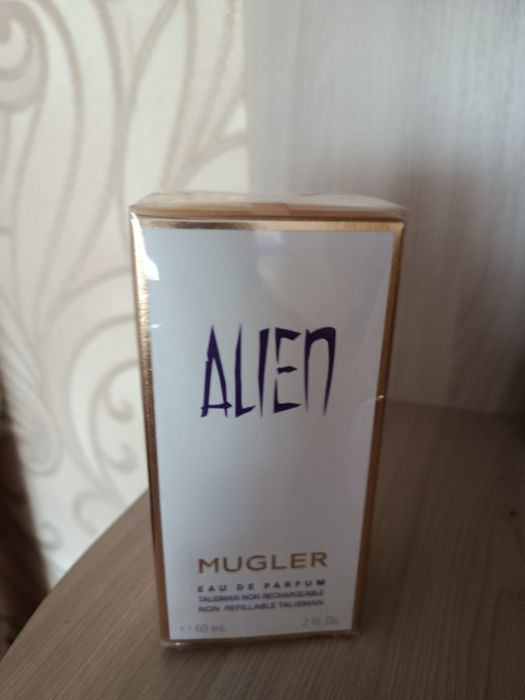 ALIEN
MUGLER
EAU DE PARFUM
TALISMAN NON RECHARGEABLE
NON REFILLABLE TALISMAN
℮ 60 mL 2 Fl. Oz.